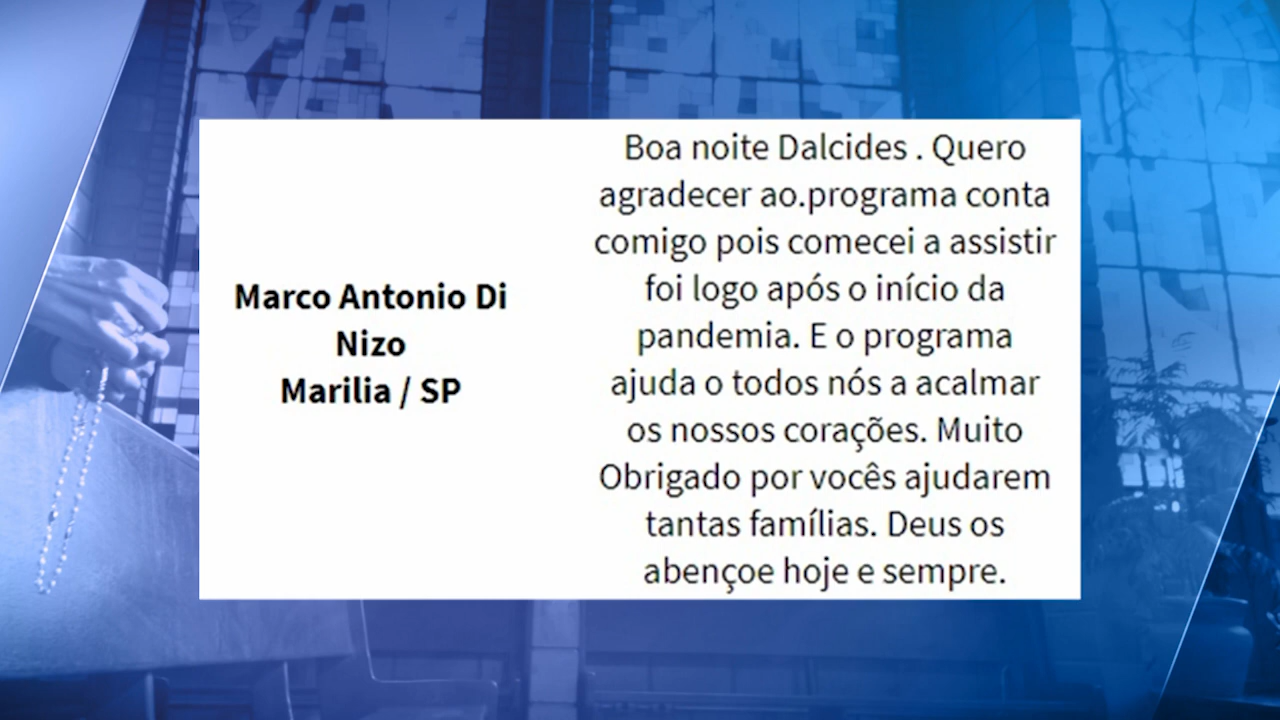 Marco Antonio Di
Nizo
Marilia / SP
Boa noite Dalcides . Quero
agradecer ao.programa conta
comigo pois comecei a assistir
foi logo após o início da
pandemia. E o programa
ajuda o todos nós a acalmar
os nossos corações. Muito
Obrigado por vocês ajudarem
tantas famílias. Deus os
abençoe hoje e sempre.